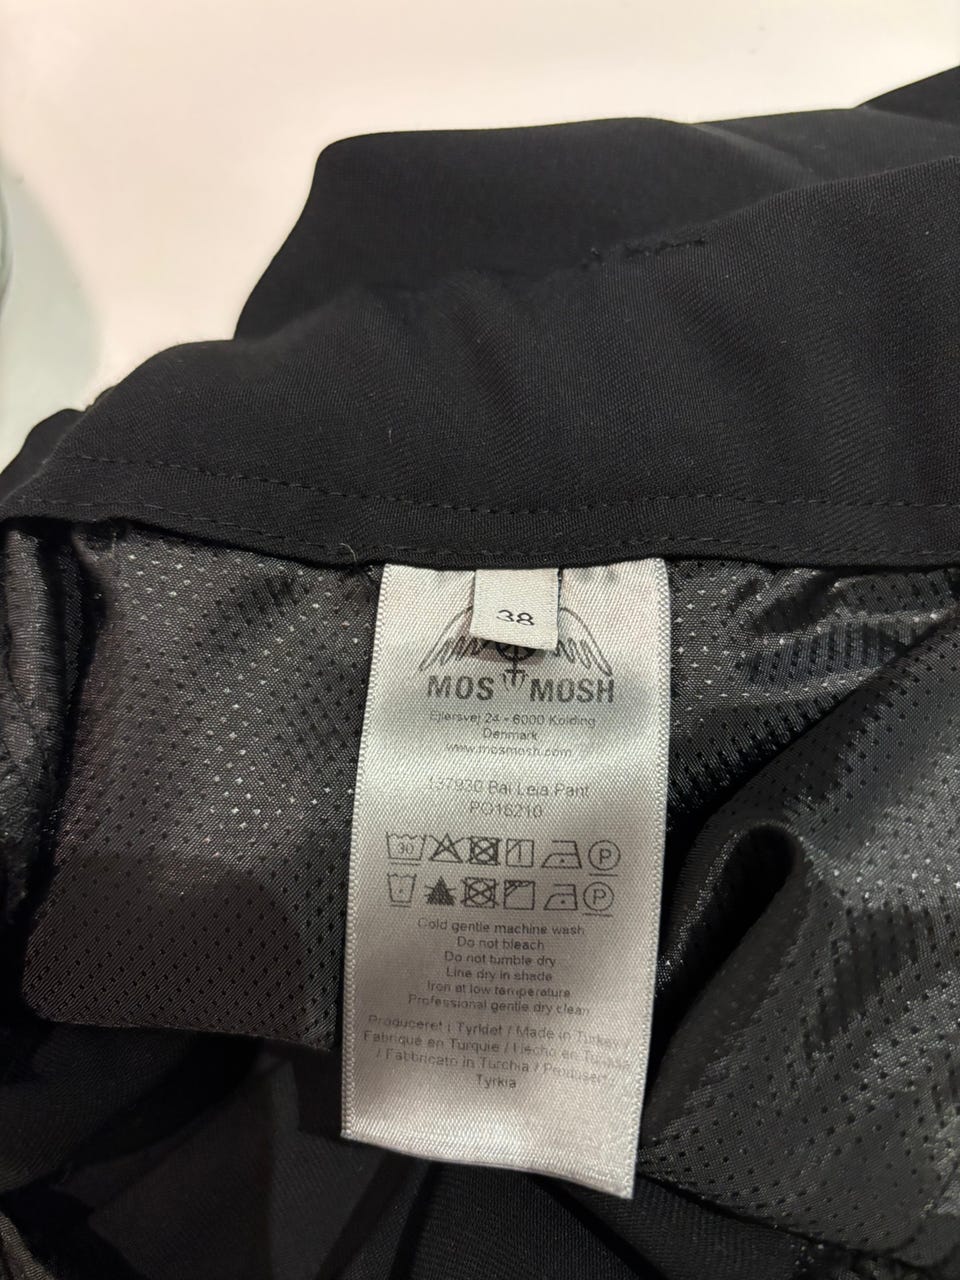 38
MOS MOSH
Ejlersvej 24 - 6000 Kolding
Denmark
www.mosmosh.com
137930 Bai Leia Pant
PO16210
30 P
P
Cold gentle machine wash
Do not bleach
Do not tumble dry
Line dry in shade
Iron at low temperature
Professional gentle dry clean
Produceret i Tyrkiet / Made in Turkey /
Fabriqué en Turquie / Hecho en
/ Fabbricato in Turchia / Produsert
Tyrkia